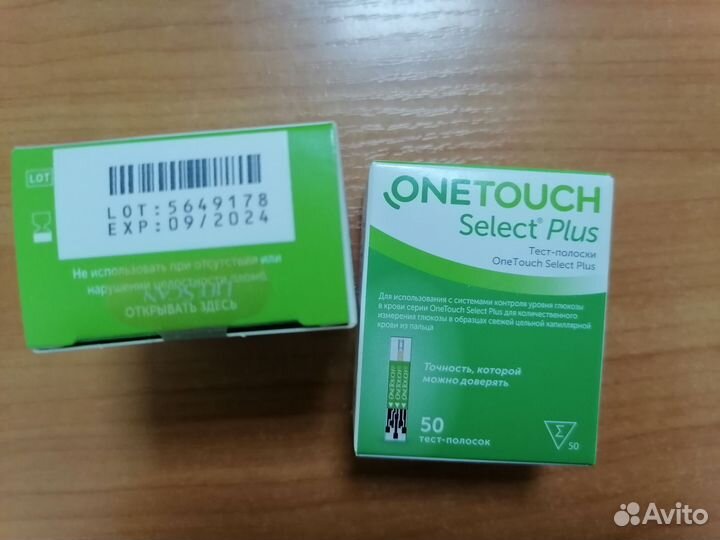 LOT
LOT:5649178
EXP:09/2024
Не использовать при отсутствии или
нарушении целостности пломб
LIFESCAN
ОТКРЫВАТЬ ЗДЕСЬ
ONETOUCH
Select® Plus
Тест-полоски
OneTouch Select Plus
Для использования с системами контроля уровня глюкозы
в крови серии OneTouch Select Plus для количественного
измерения глюкозы в образцах свежей цельной капиллярной
крови из пальца
Точность, которой
можно доверять
50
тест-полосок
Σ
50
Avito